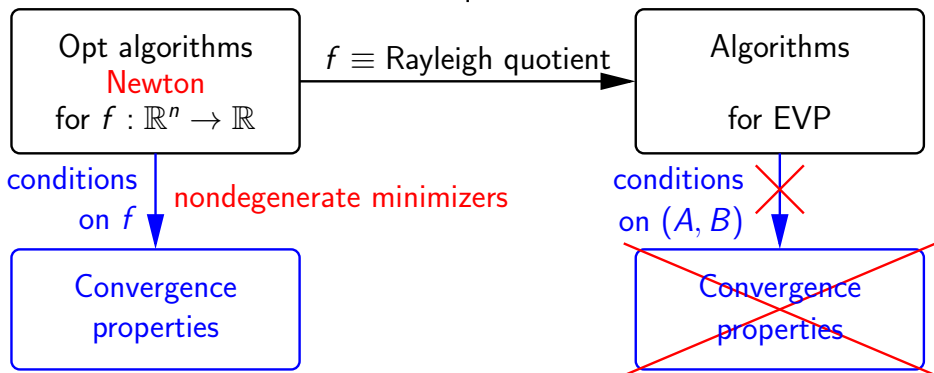 Opt algorithms
Newton
for f : ℝⁿ → ℝ
f ≡ Rayleigh quotient
Algorithms
for EVP
conditions
on f
nondegenerate minimizers
conditions
on (A, B)
Convergence
properties
Convergence
properties